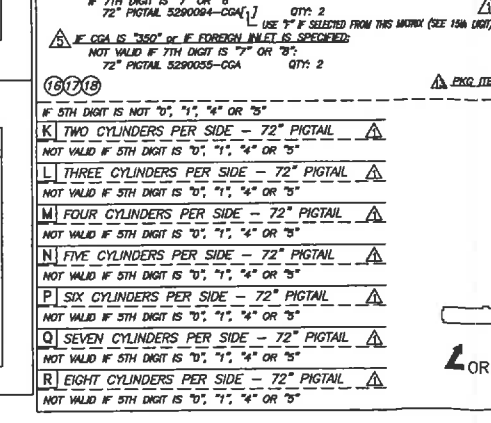 72" PIGTAIL 5290094-CGA[ ] QTY: 2
USE "F" IF SELECTED FROM THIS MATRIX (SEE 15th DIGIT)
5 IF CGA IS "350" or IF FOREIGN INLET IS SPECIFIED:
NOT VALID IF 7TH DIGIT IS "7" OR "8":
72" PIGTAIL 5290055-CGA QTY: 2
16 17 18
1 PKG ITE
IF 5TH DIGIT IS NOT "0", "1", "4" OR "5"
K TWO CYLINDERS PER SIDE – 72" PIGTAIL 1
NOT VALID IF 5TH DIGIT IS "0", "1", "4" OR "5"
L THREE CYLINDERS PER SIDE – 72" PIGTAIL 1
NOT VALID IF 5TH DIGIT IS "0", "1", "4" OR "5"
M FOUR CYLINDERS PER SIDE – 72" PIGTAIL 1
NOT VALID IF 5TH DIGIT IS "0", "1", "4" OR "5"
N FIVE CYLINDERS PER SIDE – 72" PIGTAIL 1
NOT VALID IF 5TH DIGIT IS "0", "1", "4" OR "5"
P SIX CYLINDERS PER SIDE – 72" PIGTAIL 1
NOT VALID IF 5TH DIGIT IS "0", "1", "4" OR "5"
Q SEVEN CYLINDERS PER SIDE – 72" PIGTAIL 1
NOT VALID IF 5TH DIGIT IS "0", "1", "4" OR "5"
OR
R EIGHT CYLINDERS PER SIDE – 72" PIGTAIL 1
NOT VALID IF 5TH DIGIT IS "0", "1", "4" OR "5"